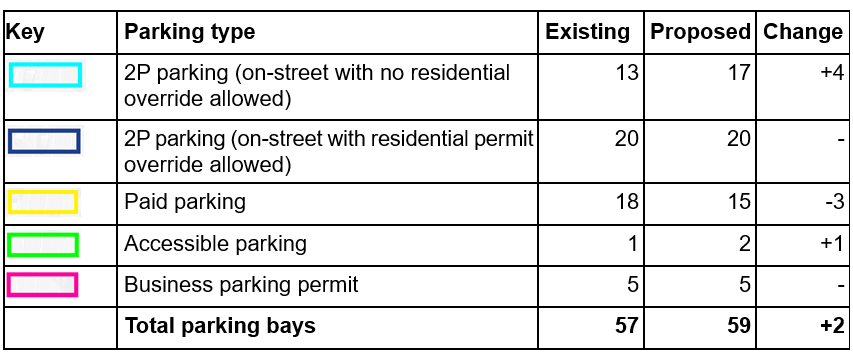 Key Parking type Existing Proposed Change
2P parking (on-street with no residential 13 17 +4
override allowed)
2P parking (on-street with residential permit 20 20 -
override allowed)
Paid parking 18 15 -3
Accessible parking 1 2 +1
Business parking permit 5 5 -
Total parking bays 57 59 +2